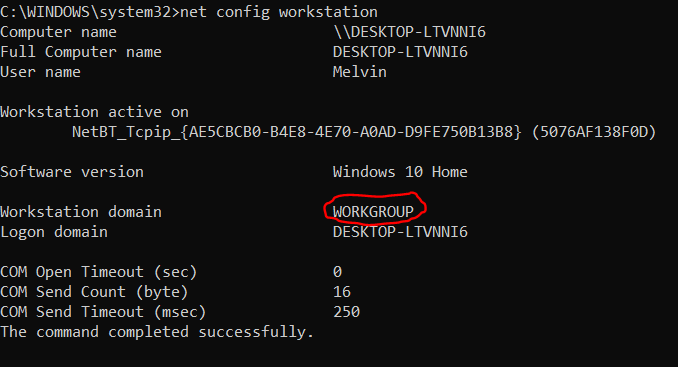 C:\WINDOWS\system32>net config workstation
Computer name                        \\DESKTOP-LTVNNI6
Full Computer name                   DESKTOP-LTVNNI6
User name                            Melvin
Workstation active on
        NetBT_Tcpip_{AE5CBCB0-B4E8-4E70-A0AD-D9FE750B13B8} (5076AF138F0D)
Software version                     Windows 10 Home
Workstation domain                   WORKGROUP
Logon domain                         DESKTOP-LTVNNI6
COM Open Timeout (sec)               0
COM Send Count (byte)                16
COM Send Timeout (msec)              250
The command completed successfully.